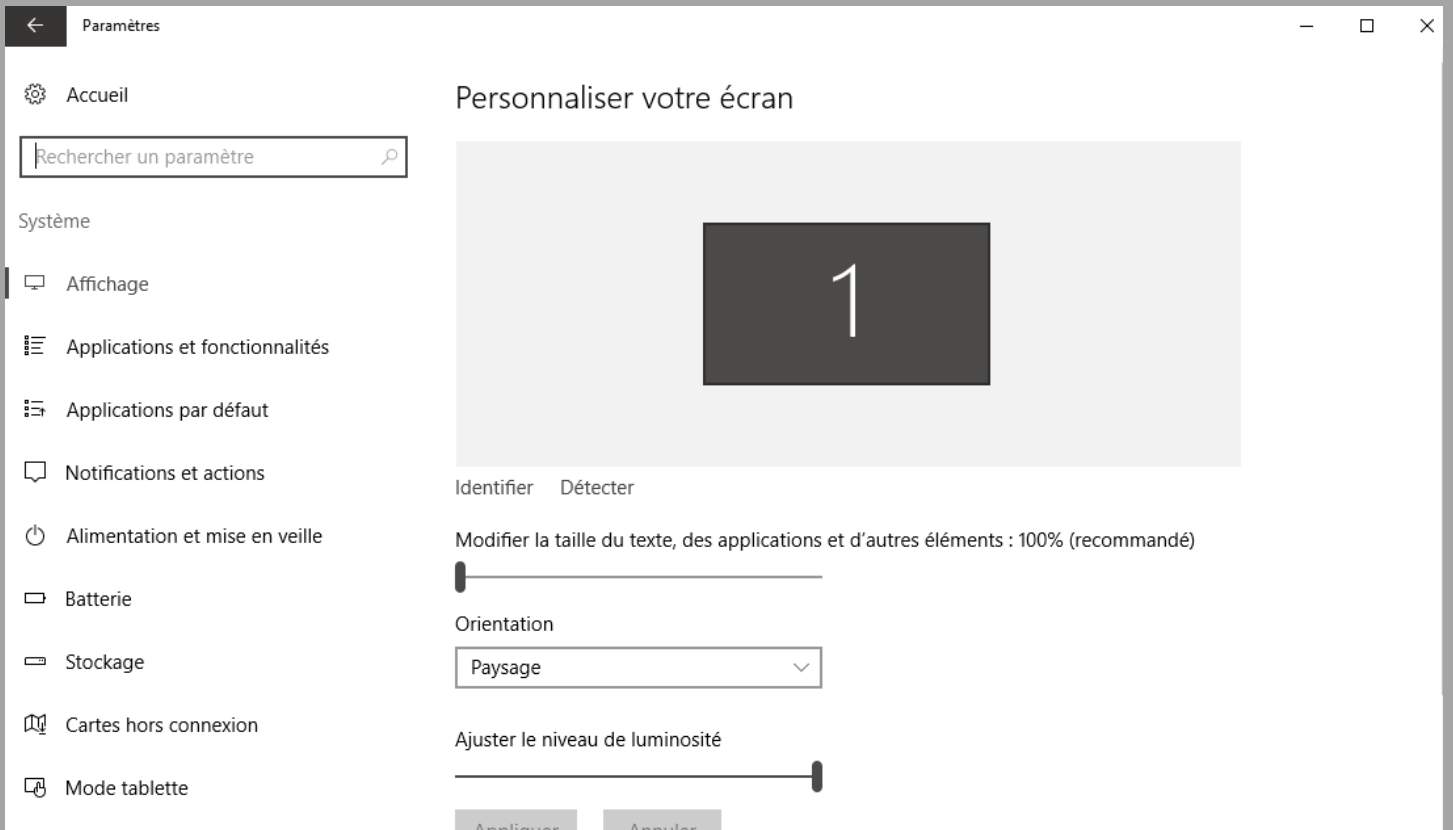 Paramètres
Accueil
Rechercher un paramètre
Système
Affichage
Applications et fonctionnalités
Applications par défaut
Notifications et actions
Alimentation et mise en veille
Batterie
Stockage
Cartes hors connexion
Mode tablette
Personnaliser votre écran
1
Identifier Détecter
Modifier la taille du texte, des applications et d’autres éléments : 100% (recommandé)
Orientation
Paysage
Ajuster le niveau de luminosité
Appliquer Annuler